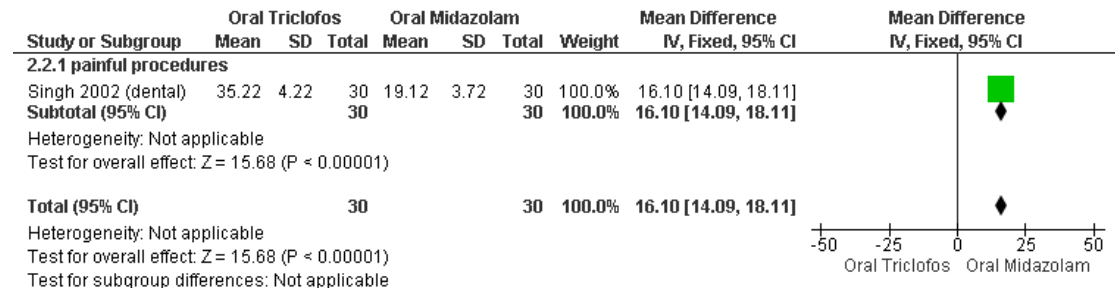 Oral Triclofos Oral Midazolam Mean Difference Mean Difference
Study or Subgroup Mean SD Total Mean SD Total Weight IV, Fixed, 95% CI IV, Fixed, 95% CI
2.2.1 painful procedures
Singh 2002 (dental) 35.22 4.22 30 19.12 3.72 30 100.0% 16.10 [14.09, 18.11]
Subtotal (95% CI) 30 30 100.0% 16.10 [14.09, 18.11]
Heterogeneity: Not applicable
Test for overall effect: Z = 15.68 (P < 0.00001)
Total (95% CI) 30 30 100.0% 16.10 [14.09, 18.11]
Heterogeneity: Not applicable
Test for overall effect: Z = 15.68 (P < 0.00001)
Test for subgroup differences: Not applicable
-50 -25 0 25 50
Oral Triclofos Oral Midazolam